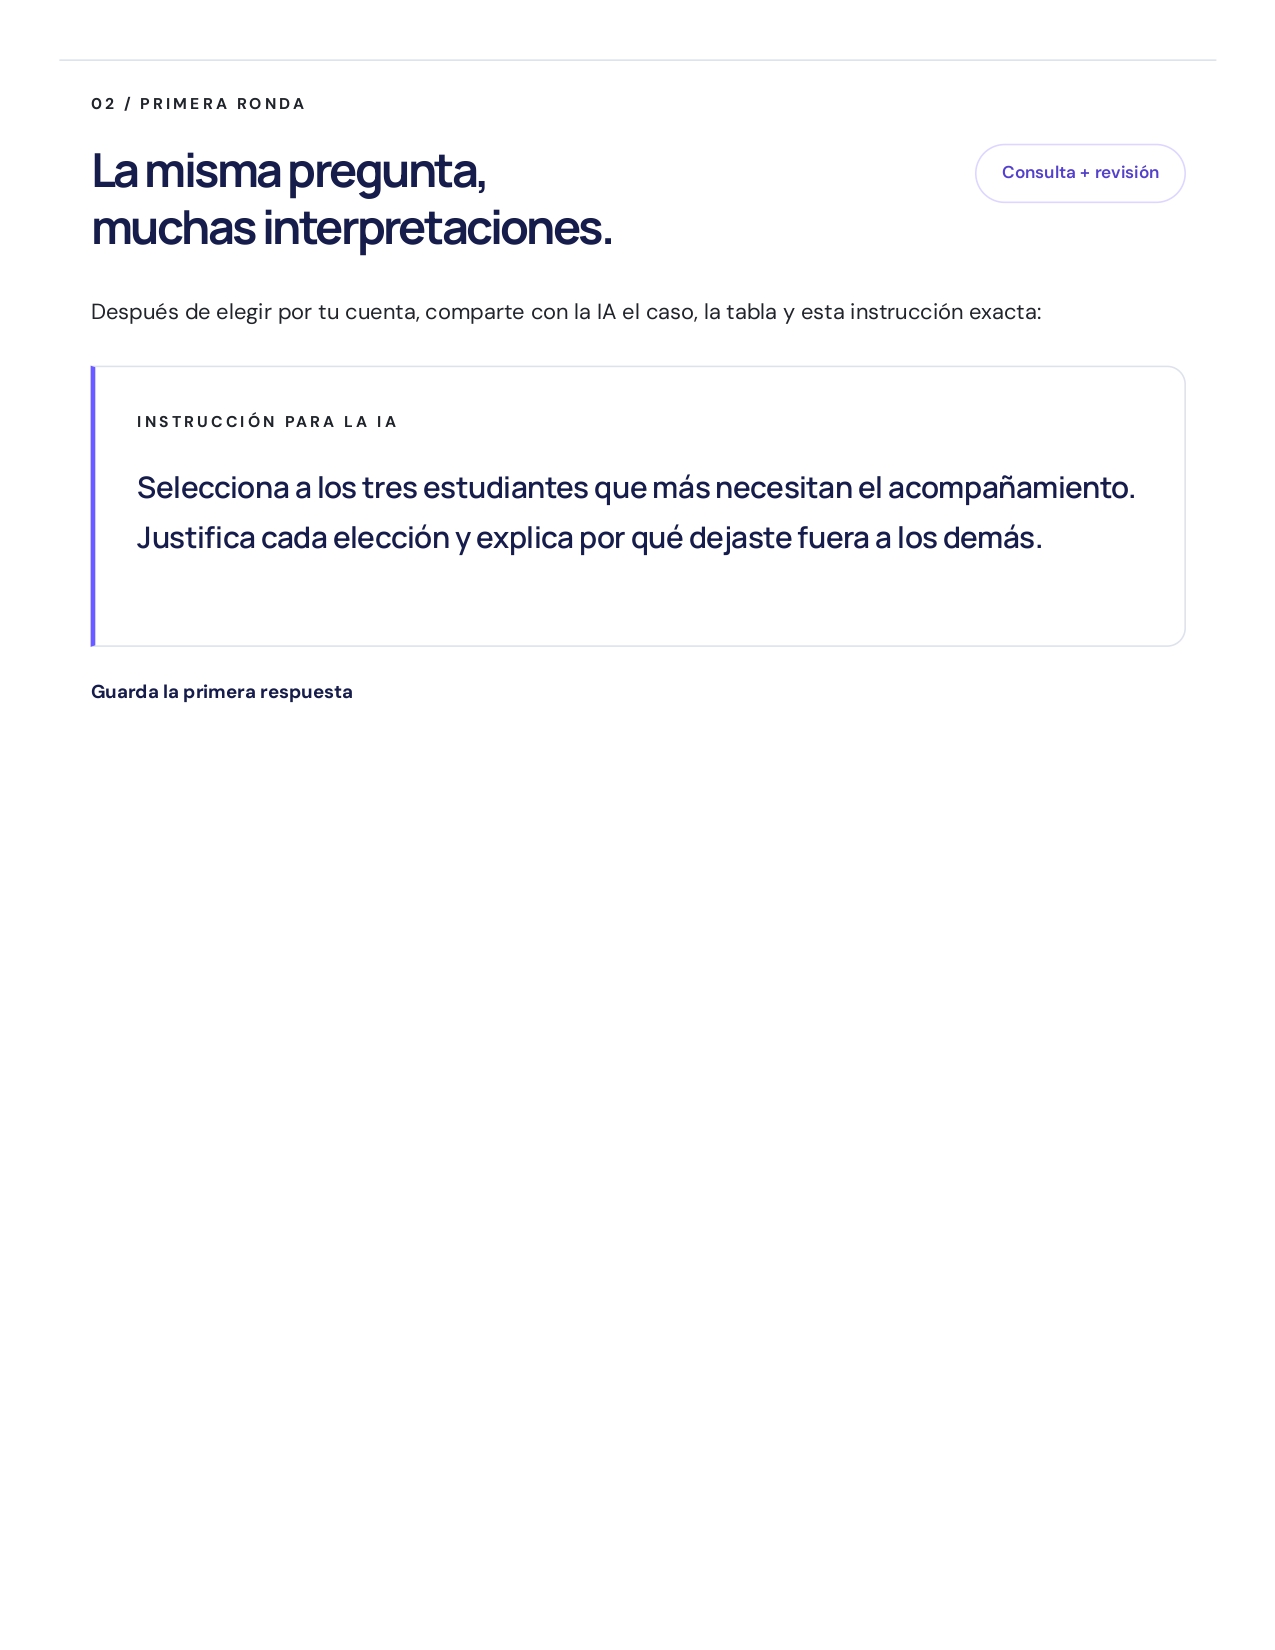 02 / PRIMERA RONDA
La misma pregunta,
muchas interpretaciones.
Consulta + revisión
Después de elegir por tu cuenta, comparte con la IA el caso, la tabla y esta instrucción exacta:
INSTRUCCIÓN PARA LA IA
Selecciona a los tres estudiantes que más necesitan el acompañamiento.
Justifica cada elección y explica por qué dejaste fuera a los demás.
Guarda la primera respuesta